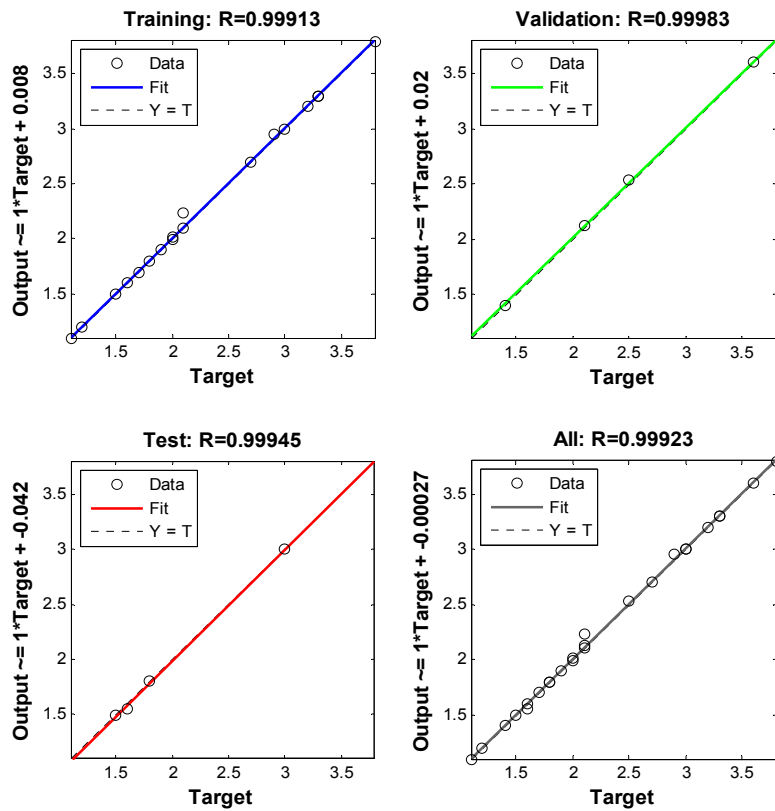 Training: R=0.99913
Output ~= 1*Target + 0.008
3.5
3
2.5
2
1.5
Data
Fit
Y = T
1.5 2 2.5 3 3.5
Target
Validation: R=0.99983
Output ~= 1*Target + 0.02
3.5
3
2.5
2
1.5
Data
Fit
Y = T
1.5 2 2.5 3 3.5
Target
Test: R=0.99945
Output ~= 1*Target + -0.042
3.5
3
2.5
2
1.5
Data
Fit
Y = T
1.5 2 2.5 3 3.5
Target
All: R=0.99923
Output ~= 1*Target + -0.00027
3.5
3
2.5
2
1.5
Data
Fit
Y = T
1.5 2 2.5 3 3.5
Target